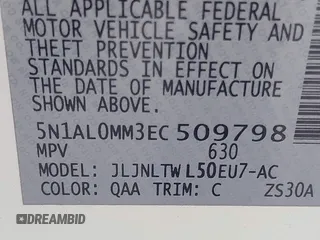 ALL APPLICABLE FEDERAL
MOTOR VEHICLE SAFETY AND
THEFT PREVENTION
STANDARDS IN EFFECT ON
THE DATE OF MANUFACTURE
SHOWN ABOVE.
5N1AL0MM3EC509798
MPV 630
MODEL: JLJNLTWL50EU7-AC
COLOR: QAA TRIM: C ZS30A
DREAMBID